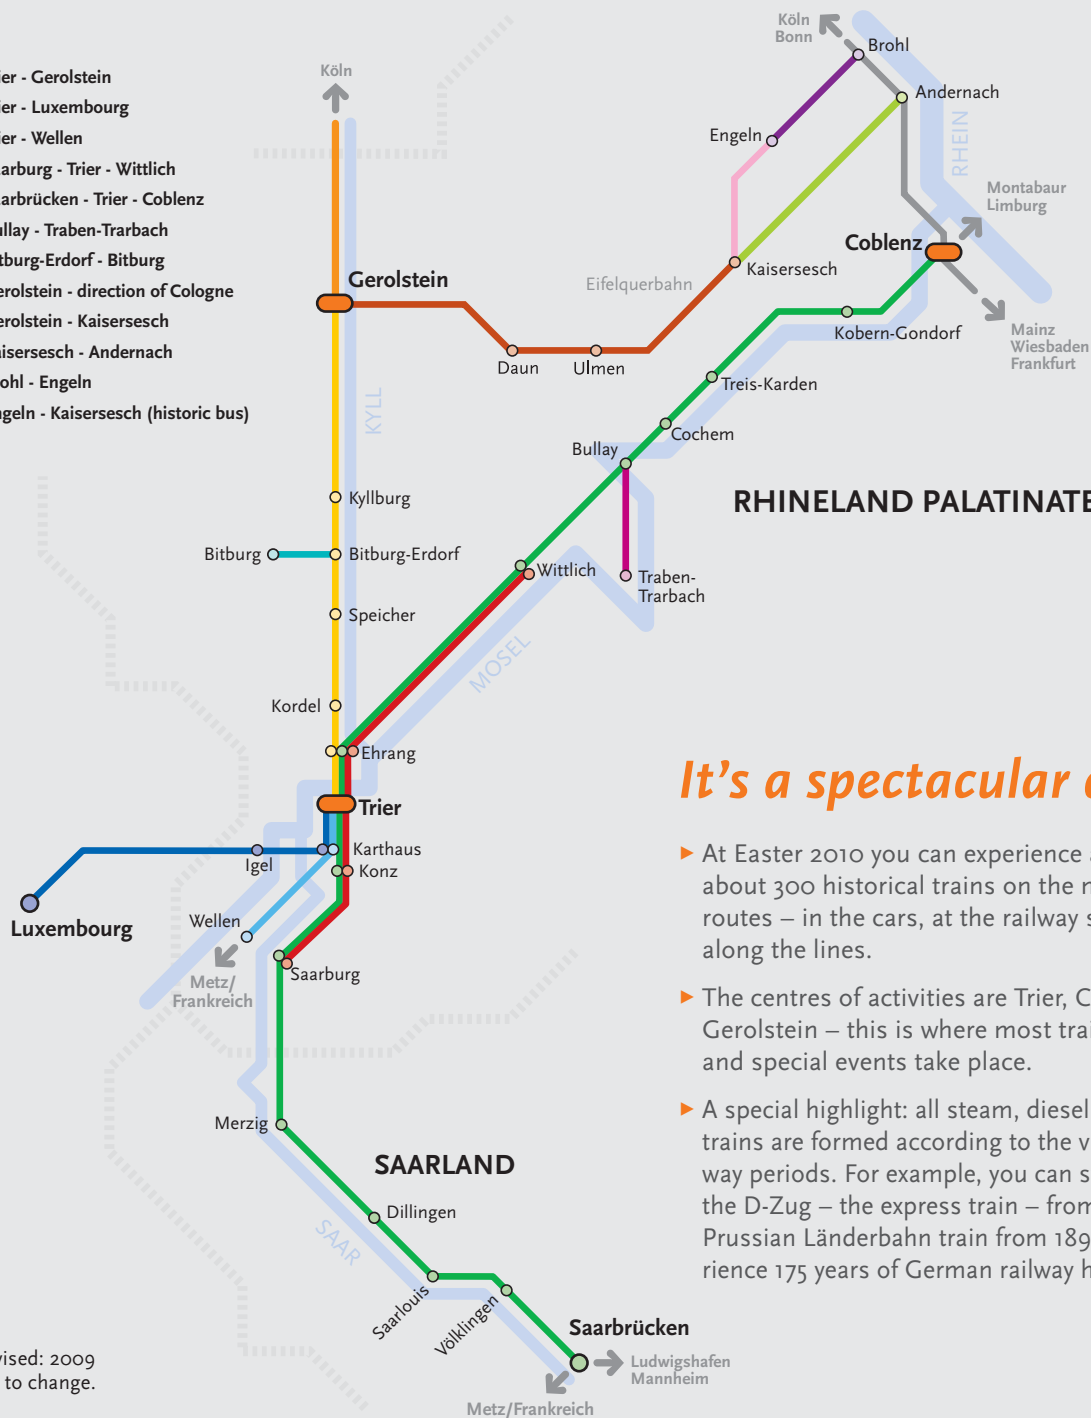 ier - Gerolstein
ier - Luxembourg
ier - Wellen
arburg - Trier - Wittlich
arbrücken - Trier - Coblenz
ullay - Traben-Trarbach
tburg-Erdorf - Bitburg
erolstein - direction of Cologne
erolstein - Kaisersesch
aisersesch - Andernach
ohl - Engeln
ngeln - Kaisersesch (historic bus)
Köln
Köln
Bonn
Brohl
Andernach
Engeln
RHEIN
Montabaur
Limburg
Coblenz
Kaisersesch
Gerolstein
Eifelquerbahn
Mainz
Wiesbaden
Frankfurt
Kobern-Gondorf
Daun
Ulmen
Treis-Karden
KYLL
Cochem
Bullay
RHINELAND PALATINATE
Kyllburg
Bitburg
Bitburg-Erdorf
Wittlich
Traben-
Trarbach
Speicher
MOSEL
Kordel
Ehrang
Trier
Karthaus
Igel
Konz
Luxembourg
Wellen
Metz/
Frankreich
Saarburg
Merzig
SAARLAND
Dillingen
SAAR
Saarlouis
Völklingen
Saarbrücken
Ludwigshafen
Mannheim
Metz/Frankreich
It's a spectacular
▸ At Easter 2010 you can experience
about 300 historical trains on the
routes – in the cars, at the railway s
along the lines.
▸ The centres of activities are Trier, C
Gerolstein – this is where most trai
and special events take place.
▸ A special highlight: all steam, diesel
trains are formed according to the v
way periods. For example, you can s
the D-Zug – the express train – from
Prussian Länderbahn train from 189
rience 175 years of German railway h
ised: 2009
to change.